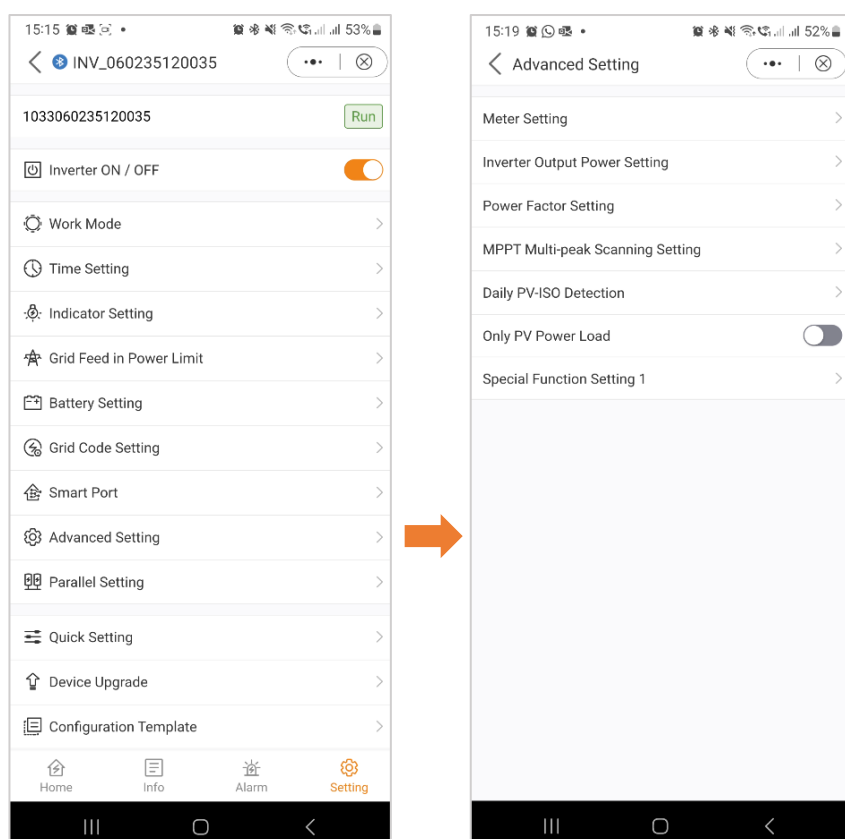 15:15 53%
INV_060235120035
1033060235120035 Run
Inverter ON / OFF
Work Mode
Time Setting
Indicator Setting
Grid Feed in Power Limit
Battery Setting
Grid Code Setting
Smart Port
Advanced Setting
Parallel Setting
Quick Setting
Device Upgrade
Configuration Template
Home Info Alarm Setting
15:19 52%
Advanced Setting
Meter Setting
Inverter Output Power Setting
Power Factor Setting
MPPT Multi-peak Scanning Setting
Daily PV-ISO Detection
Only PV Power Load
Special Function Setting 1